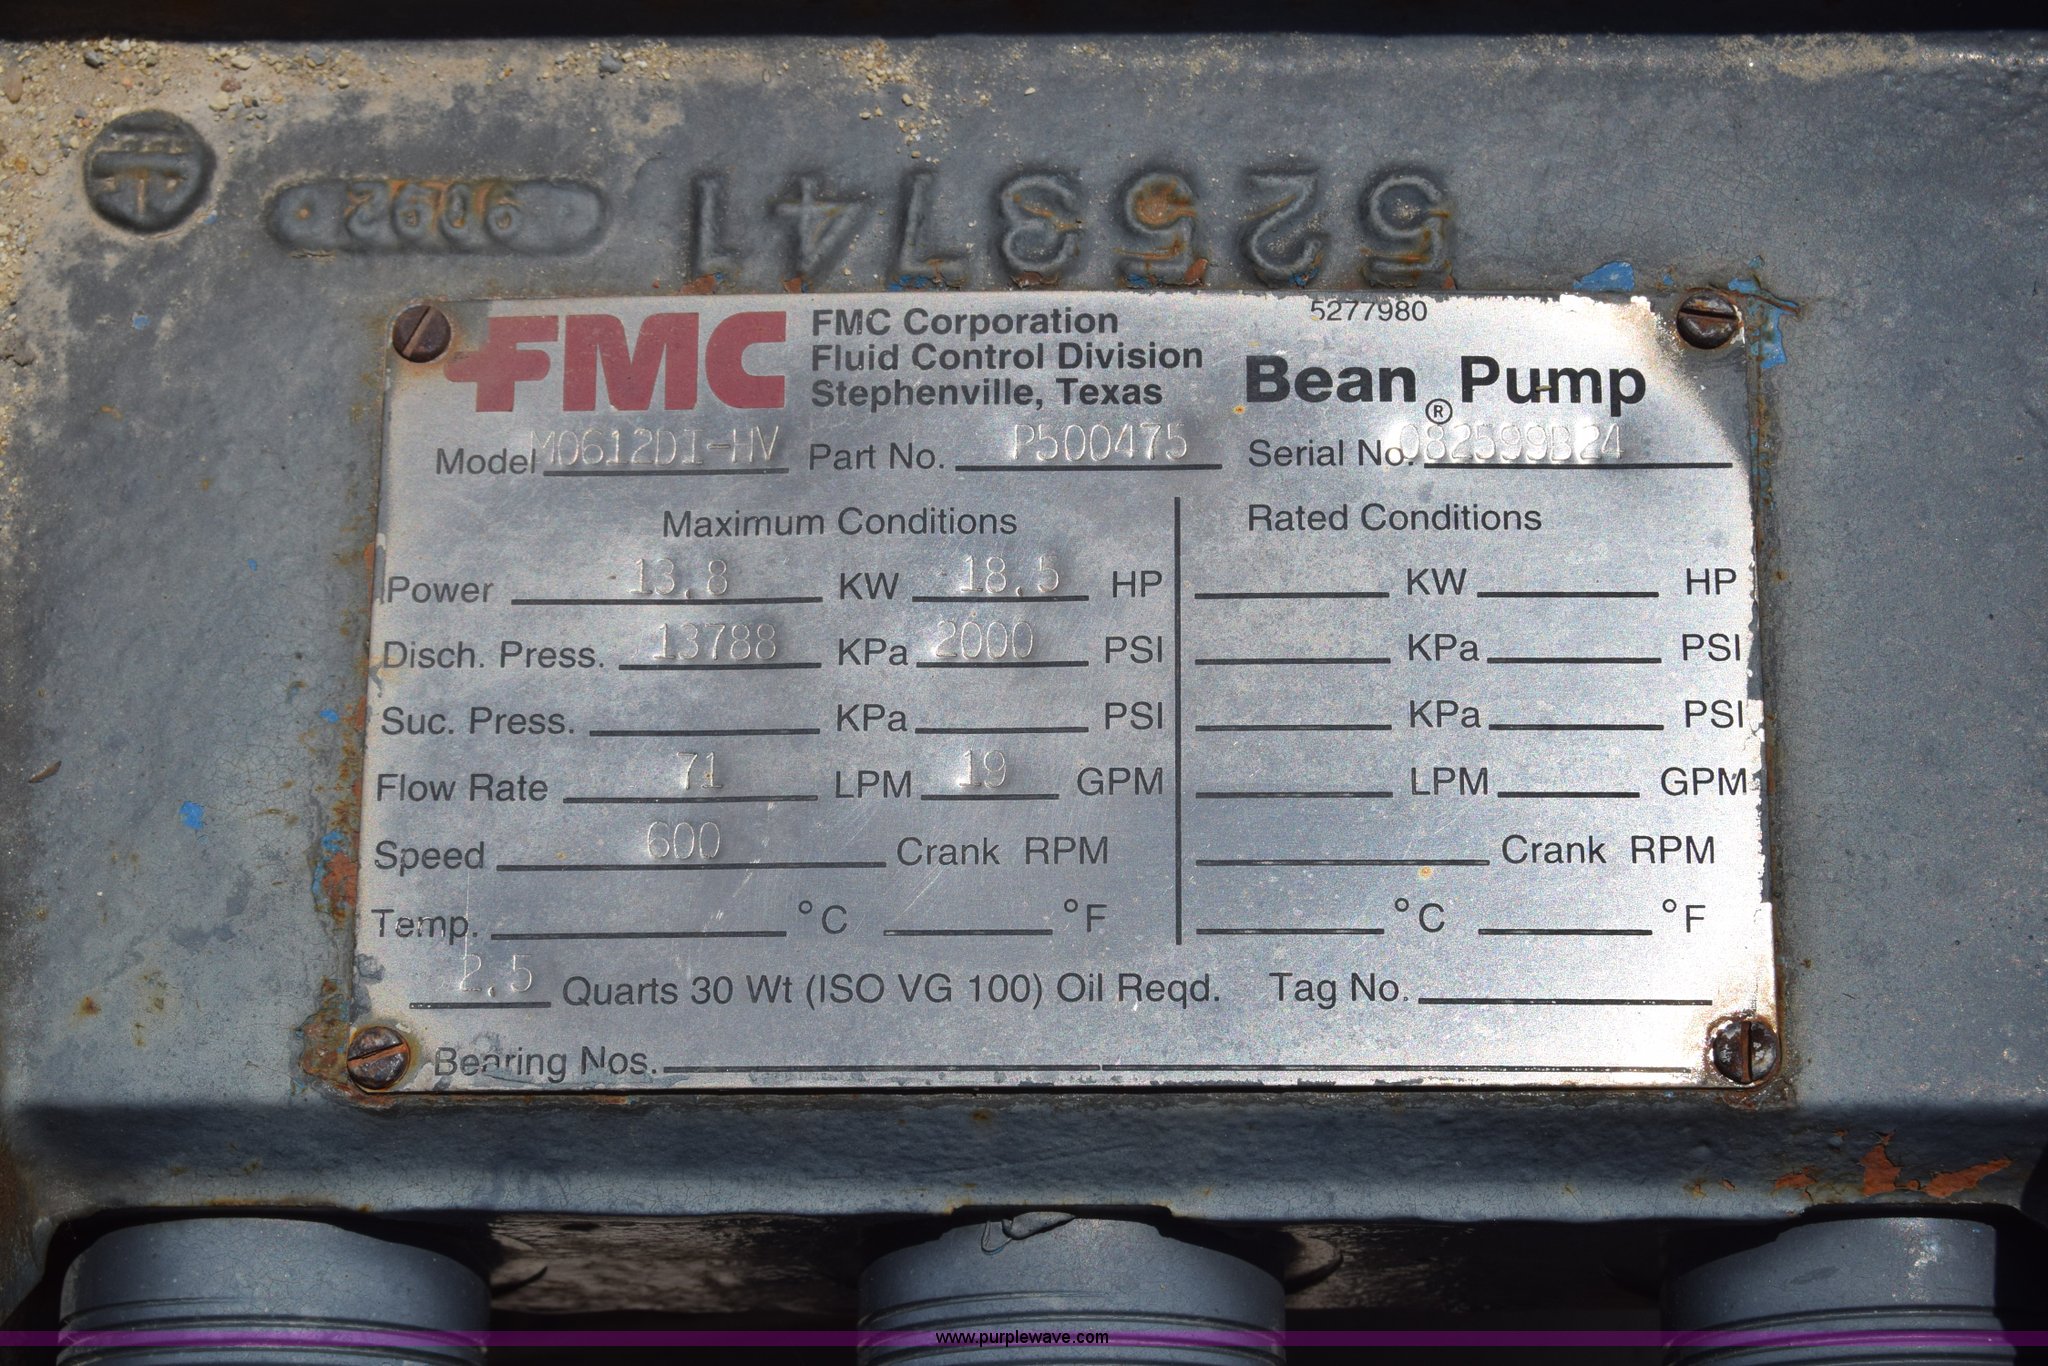 5253741
9092
FMC
FMC Corporation
Fluid Control Division
Stephenville, Texas
5277980
Bean® Pump
Model M0612DI-HV Part No. P500475 Serial No. 082599B24
Maximum Conditions Rated Conditions
Power 13.8 KW 18.5 HP KW HP
Disch. Press. 13788 KPa 2000 PSI KPa PSI
Suc. Press. KPa PSI KPa PSI
Flow Rate 71 LPM 19 GPM LPM GPM
Speed 600 Crank RPM Crank RPM
Temp. °C °F °C °F
2.5 Quarts 30 Wt (ISO VG 100) Oil Reqd. Tag No.
Bearing Nos.
www.purplewave.com